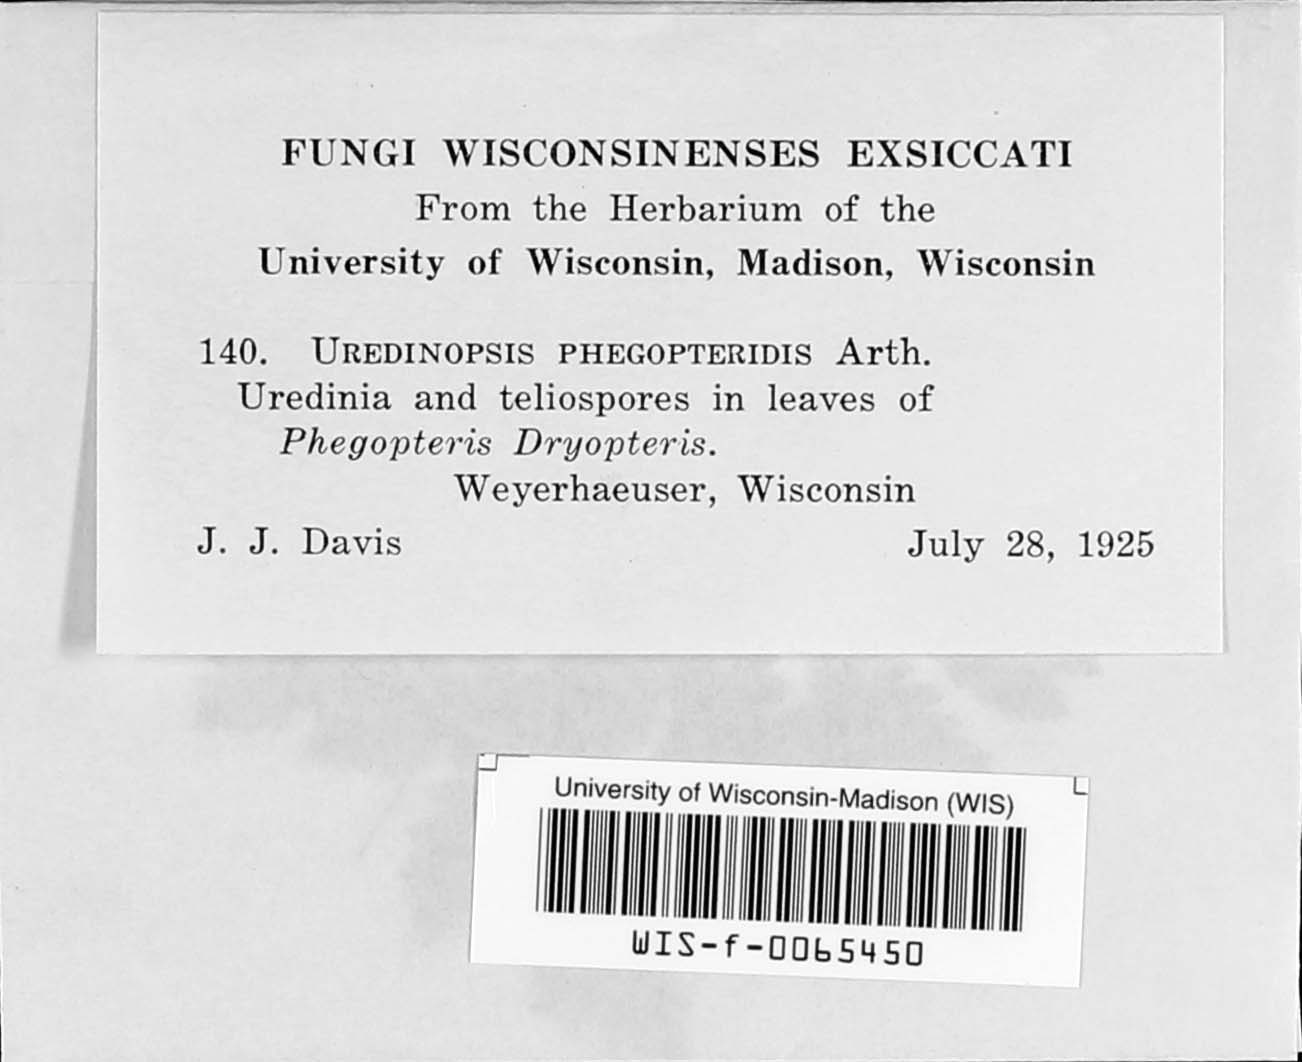 FUNGI WISCONSINENSES EXSICCATI
From the Herbarium of the
University of Wisconsin, Madison, Wisconsin
140. UREDINOPSIS PHEGOPTERIDIS Arth.
Uredinia and teliospores in leaves of
Phegopteris Dryopteris.
Weyerhaeuser, Wisconsin
J. J. Davis July 28, 1925
University of Wisconsin-Madison (WIS)
WIS-f-0065450